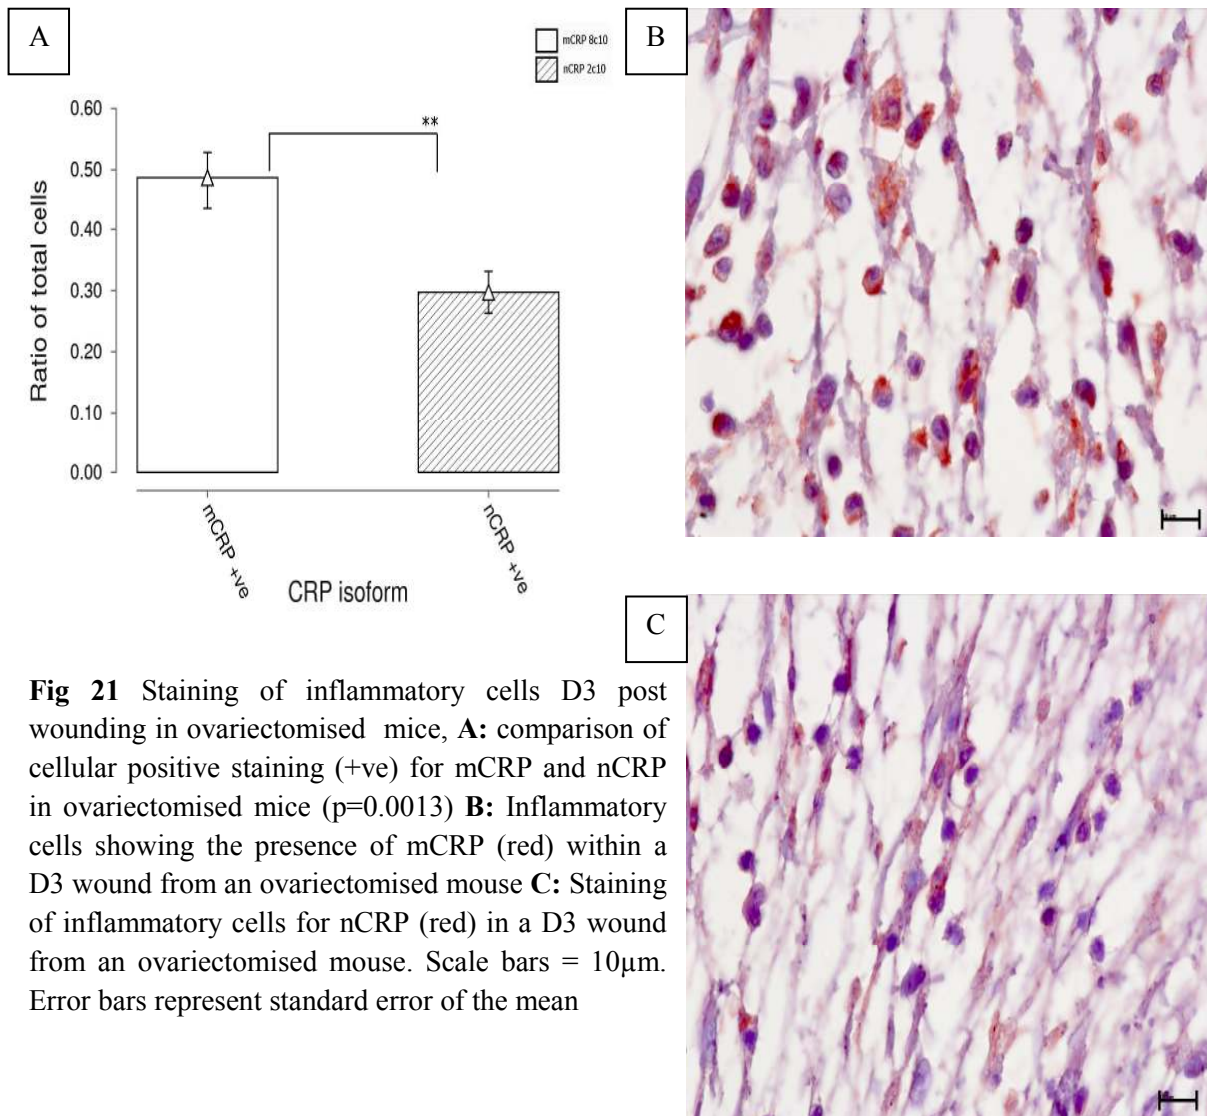 A
mCRP 8c10
nCRP 2c10
**
0.60
0.50
0.40
0.30
0.20
0.10
0.00
Ratio of total cells
mCRP +ve
nCRP +ve
CRP isoform
B
C
Fig 21 Staining of inflammatory cells D3 post
wounding in ovariectomised mice, A: comparison of
cellular positive staining (+ve) for mCRP and nCRP
in ovariectomised mice (p=0.0013) B: Inflammatory
cells showing the presence of mCRP (red) within a
D3 wound from an ovariectomised mouse C: Staining
of inflammatory cells for nCRP (red) in a D3 wound
from an ovariectomised mouse. Scale bars = 10µm.
Error bars represent standard error of the mean